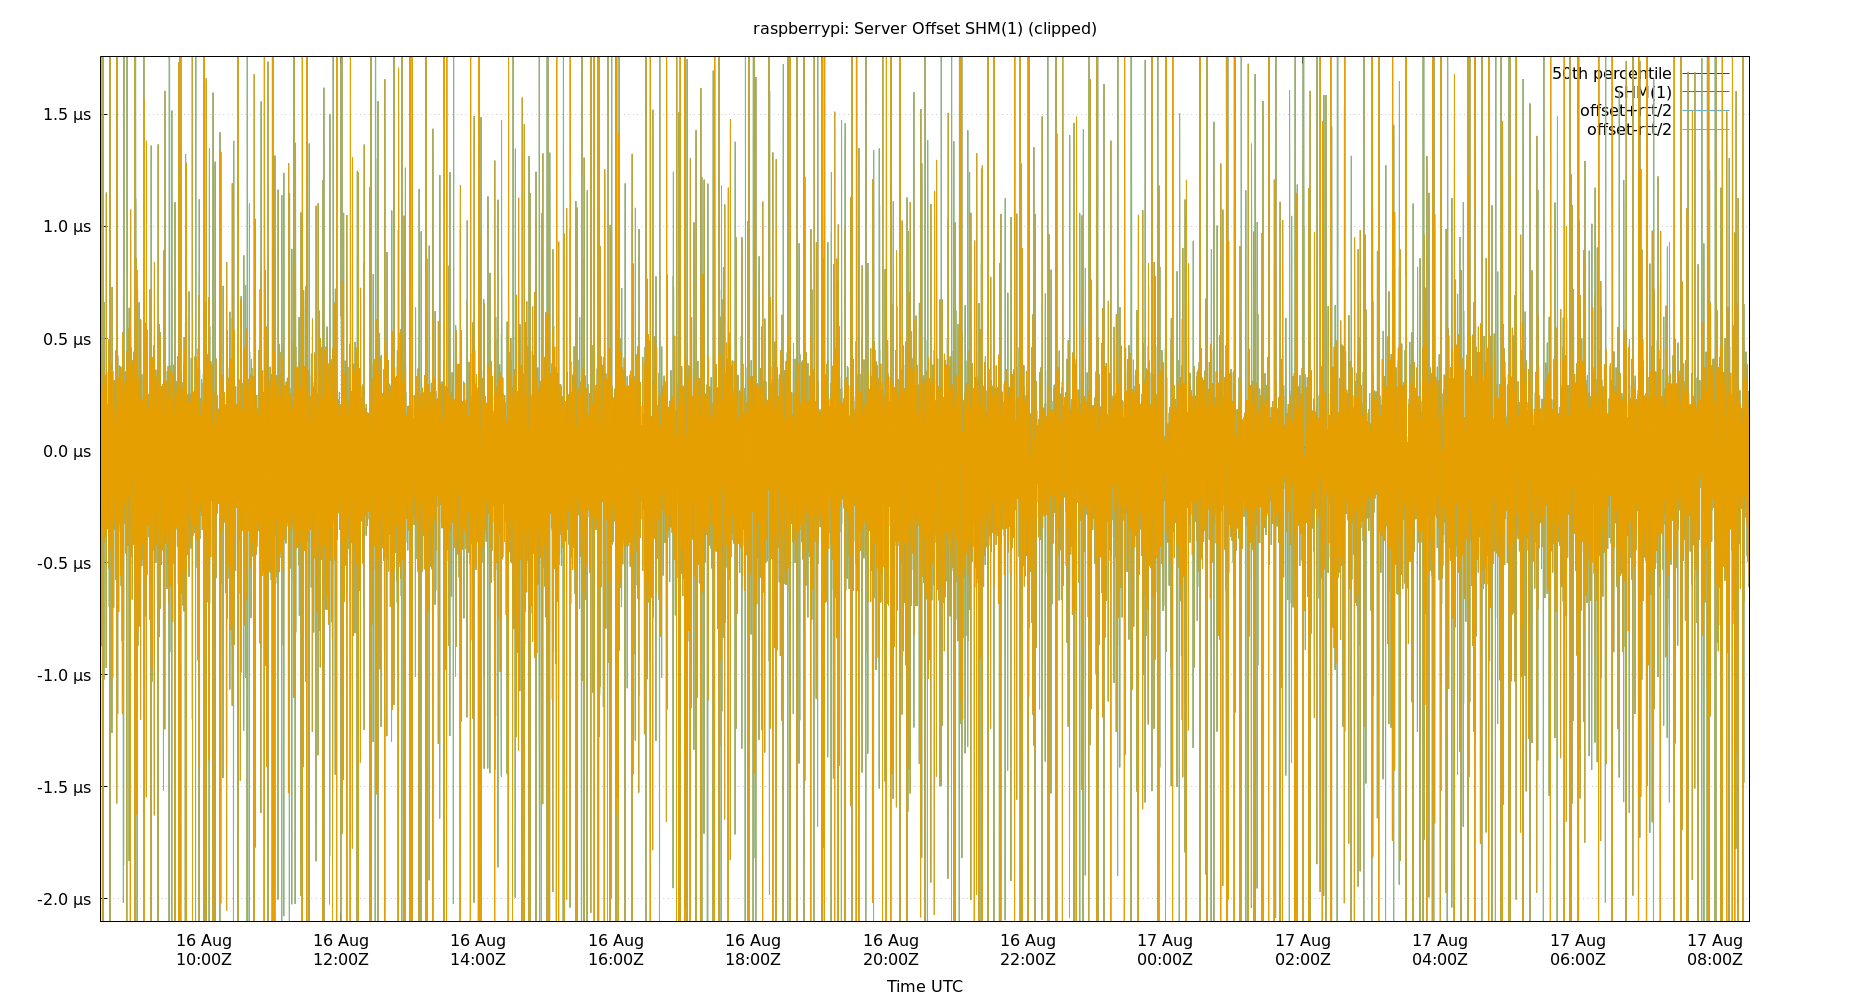 raspberrypi: Server Offset SHM(1) (clipped)
50th percentile
SHM(1)
offset+rtt/2
offset-rtt/2
1.5 µs
1.0 µs
0.5 µs
0.0 µs
-0.5 µs
-1.0 µs
-1.5 µs
-2.0 µs
16 Aug 16 Aug 16 Aug 16 Aug 16 Aug 16 Aug 16 Aug 17 Aug 17 Aug 17 Aug 17 Aug 17 Aug
10:00Z 12:00Z 14:00Z 16:00Z 18:00Z 20:00Z 22:00Z 00:00Z 02:00Z 04:00Z 06:00Z 08:00Z
Time UTC